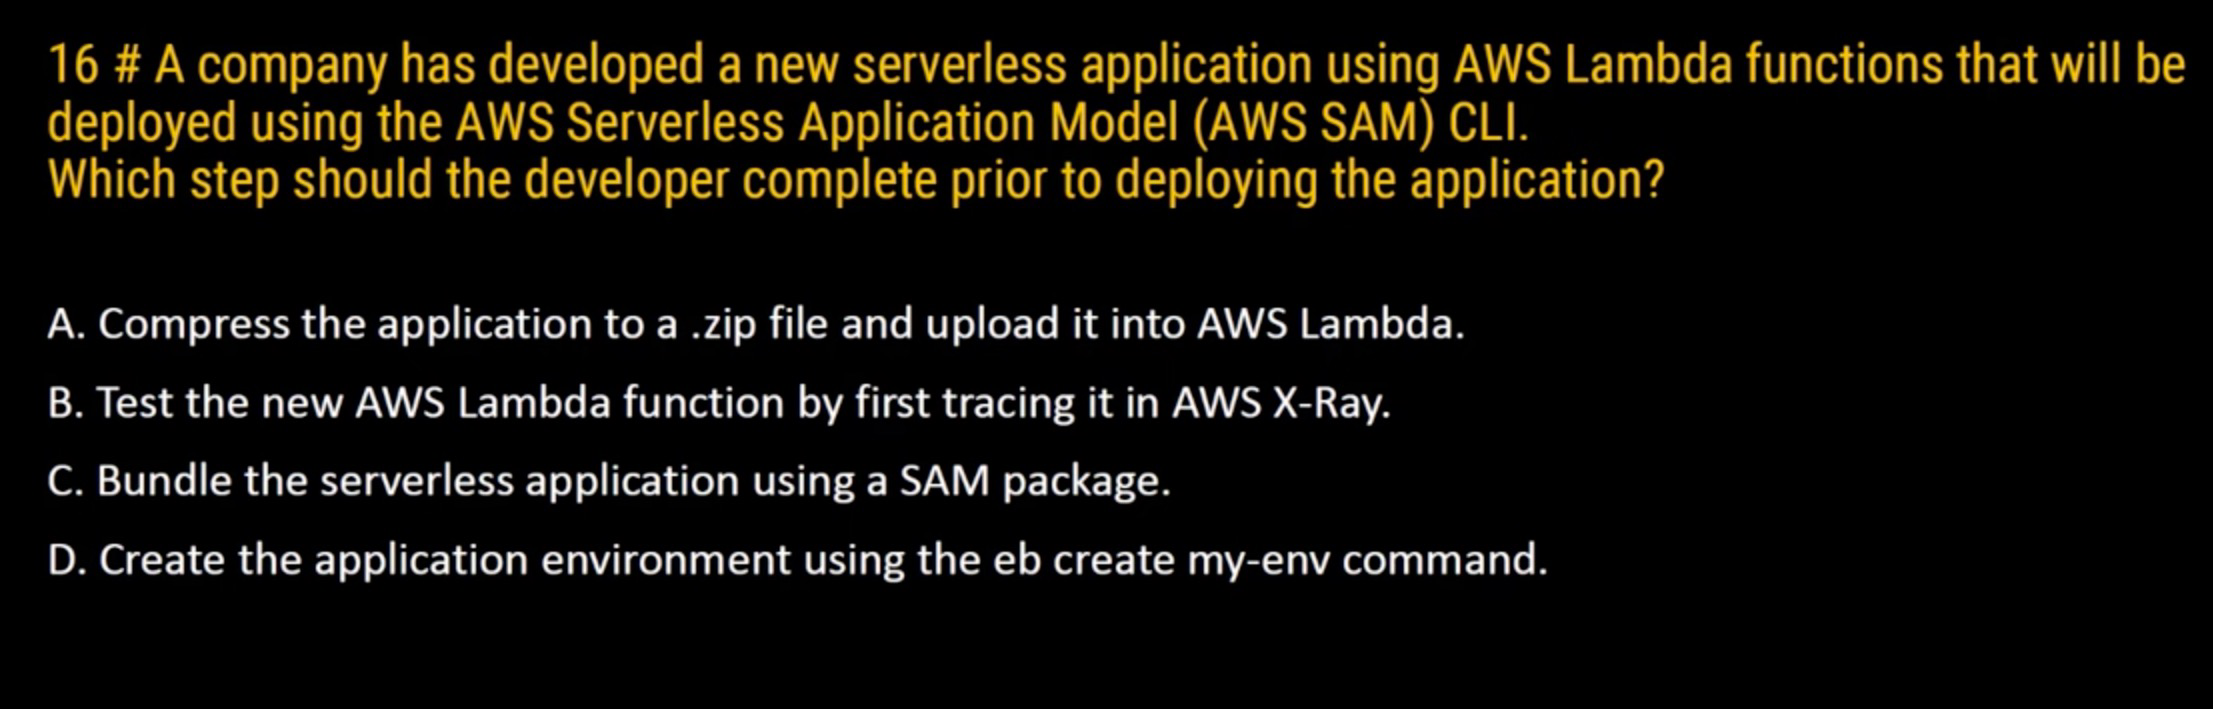 16 # A company has developed a new serverless application using AWS Lambda functions that will be
deployed using the AWS Serverless Application Model (AWS SAM) CLI.
Which step should the developer complete prior to deploying the application?
A. Compress the application to a .zip file and upload it into AWS Lambda.
B. Test the new AWS Lambda function by first tracing it in AWS X-Ray.
C. Bundle the serverless application using a SAM package.
D. Create the application environment using the eb create my-env command.